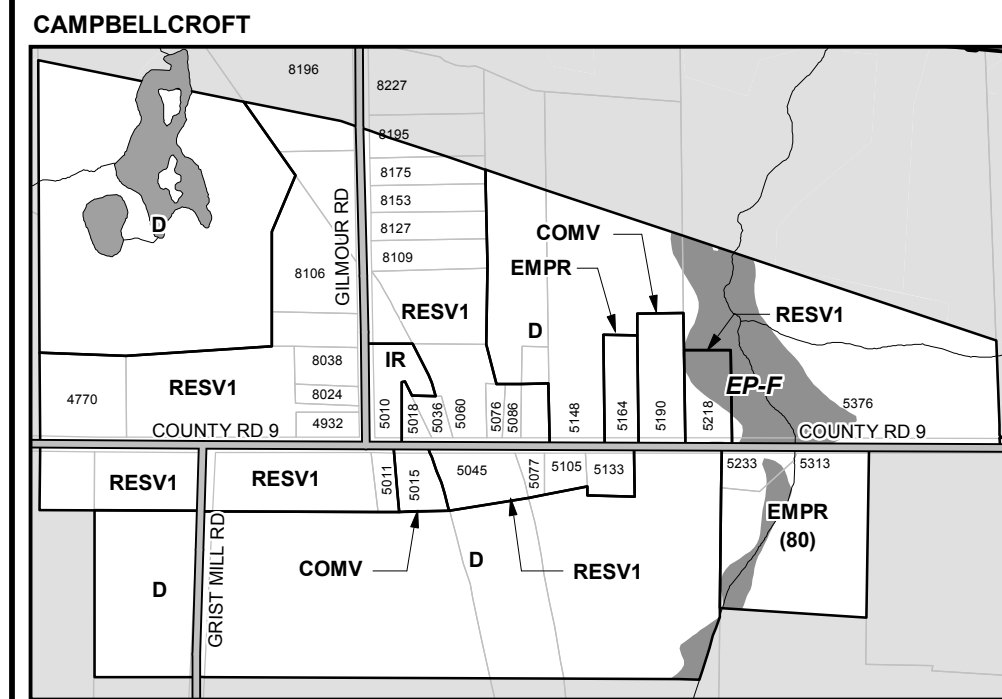 CAMPBELLCROFT
8196
8227
8195
8175
8153
8127
8109
8106
GILMOUR RD
D
COMV
EMPR
RESV1
RESV1
D
IR
8038
8024
4932
4770
RESV1
COUNTY RD 9
5010
5018
5036
5060
5076
5086
5148
5164
5190
5218
EP-F
5376
COUNTY RD 9
RESV1
RESV1
5011
5015
5045
5077
5105
5133
5233
5313
EMPR
(80)
COMV
D
RESV1
D
GRIST MILL RD